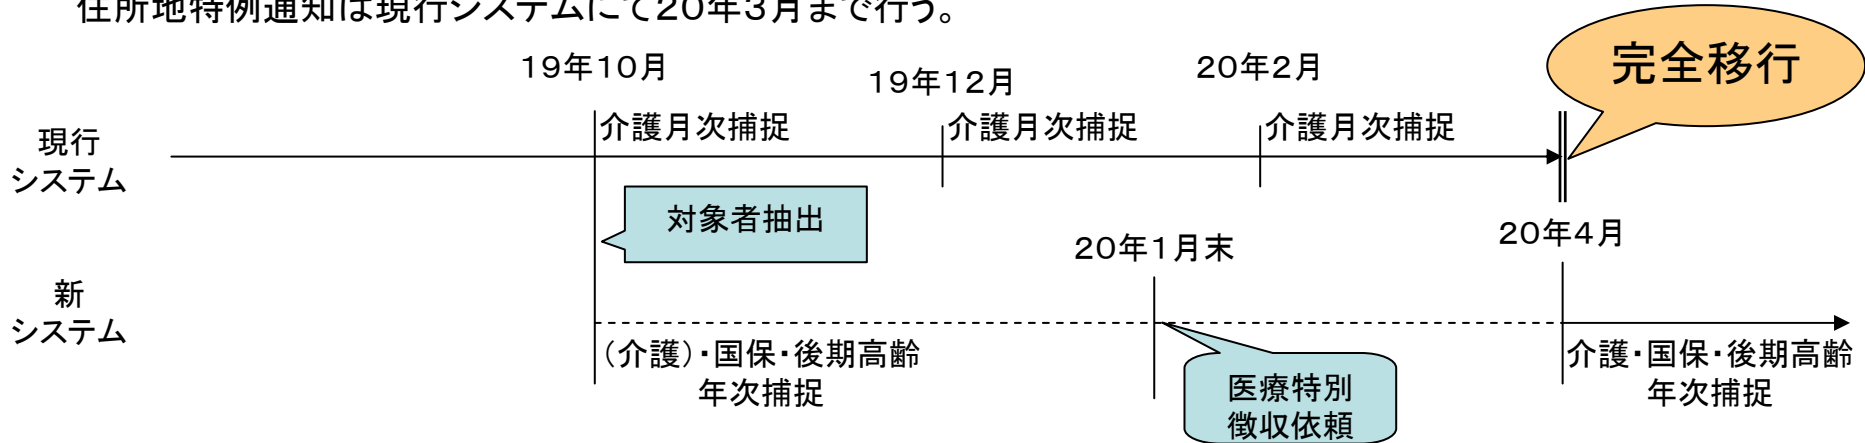 住所地特例通知は現行システムにて２０年３月まで行う。
１９年１０月
１９年１２月
２０年２月
完全移行
介護月次捕捉
介護月次捕捉
介護月次捕捉
現行
システム
対象者抽出
２０年１月末
２０年４月
新
システム
（介護）・国保・後期高齢
年次捕捉
医療特別
徴収依頼
介護・国保・後期高齢
年次捕捉